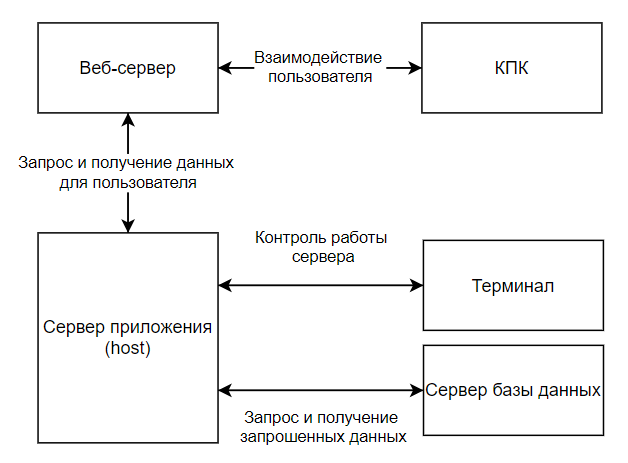 Веб-сервер
Взаимодействие
пользователя
КПК
Запрос и получение данных
для пользователя
Контроль работы
сервера
Терминал
Сервер приложения
(host)
Сервер базы данных
Запрос и получение
запрошенных данных